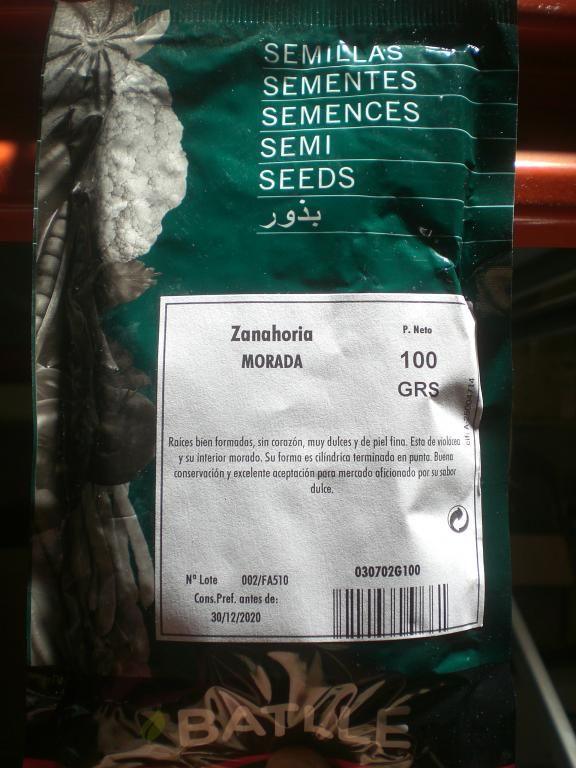 SEMILLAS
SEMENTES
SEMENCES
SEMI
SEEDS
بذور
Zanahoria
MORADA
P. Neto
100
GRS
Raíces bien formadas, sin corazón, muy dulces y de piel fina. Esta de violácea
y su interior morado. Su forma es cilíndrica terminada en punta. Buena
conservación y excelente aceptación para mercado aficionado por su sabor
dulce.
Nº Lote 002/FA510
Cons.Pref. antes de:
30/12/2020
030702G100
BATLLE